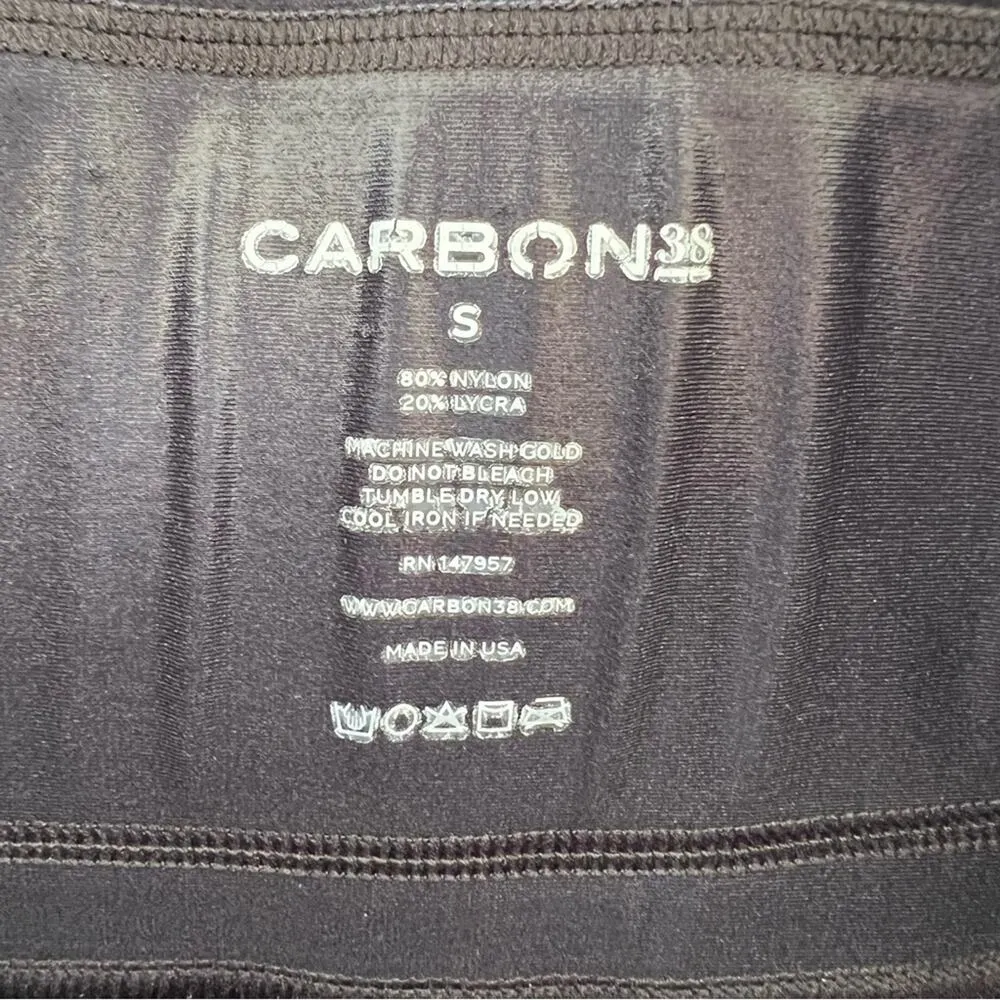 CARBON38
S
80% NYLON
20% LYCRA
MACHINE WASH COLD
DO NOT BLEACH
TUMBLE DRY LOW
COOL IRON IF NEEDED
RN 147957
WWW.CARBON38.COM
MADE IN USA